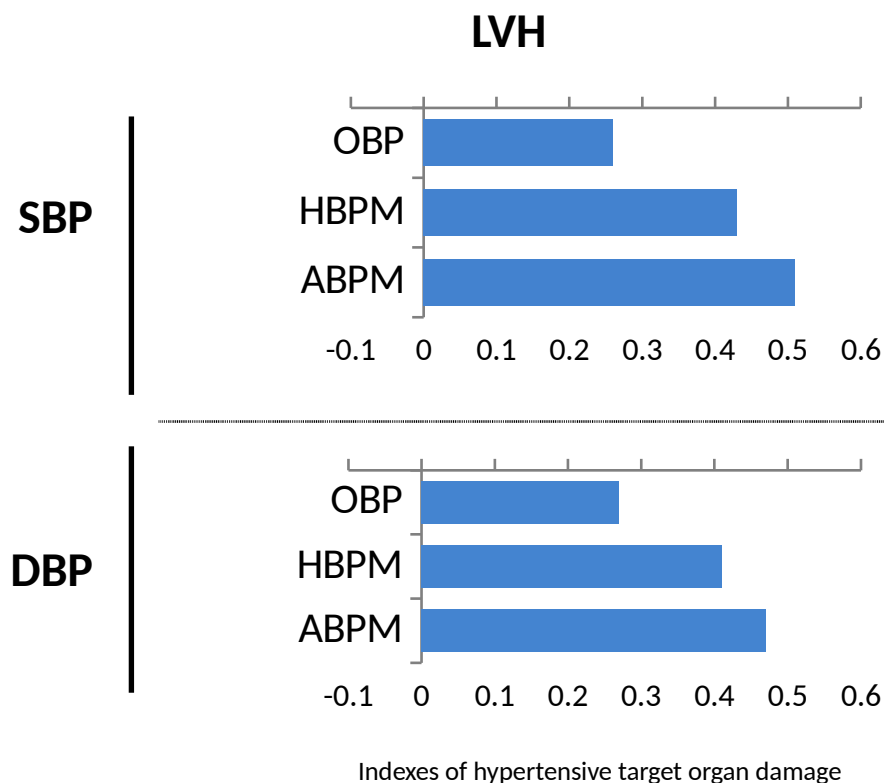 LVH
SBP
OBP
HBPM
ABPM
-0.1 0 0.1 0.2 0.3 0.4 0.5 0.6
DBP
OBP
HBPM
ABPM
-0.1 0 0.1 0.2 0.3 0.4 0.5 0.6
Indexes of hypertensive target organ damage